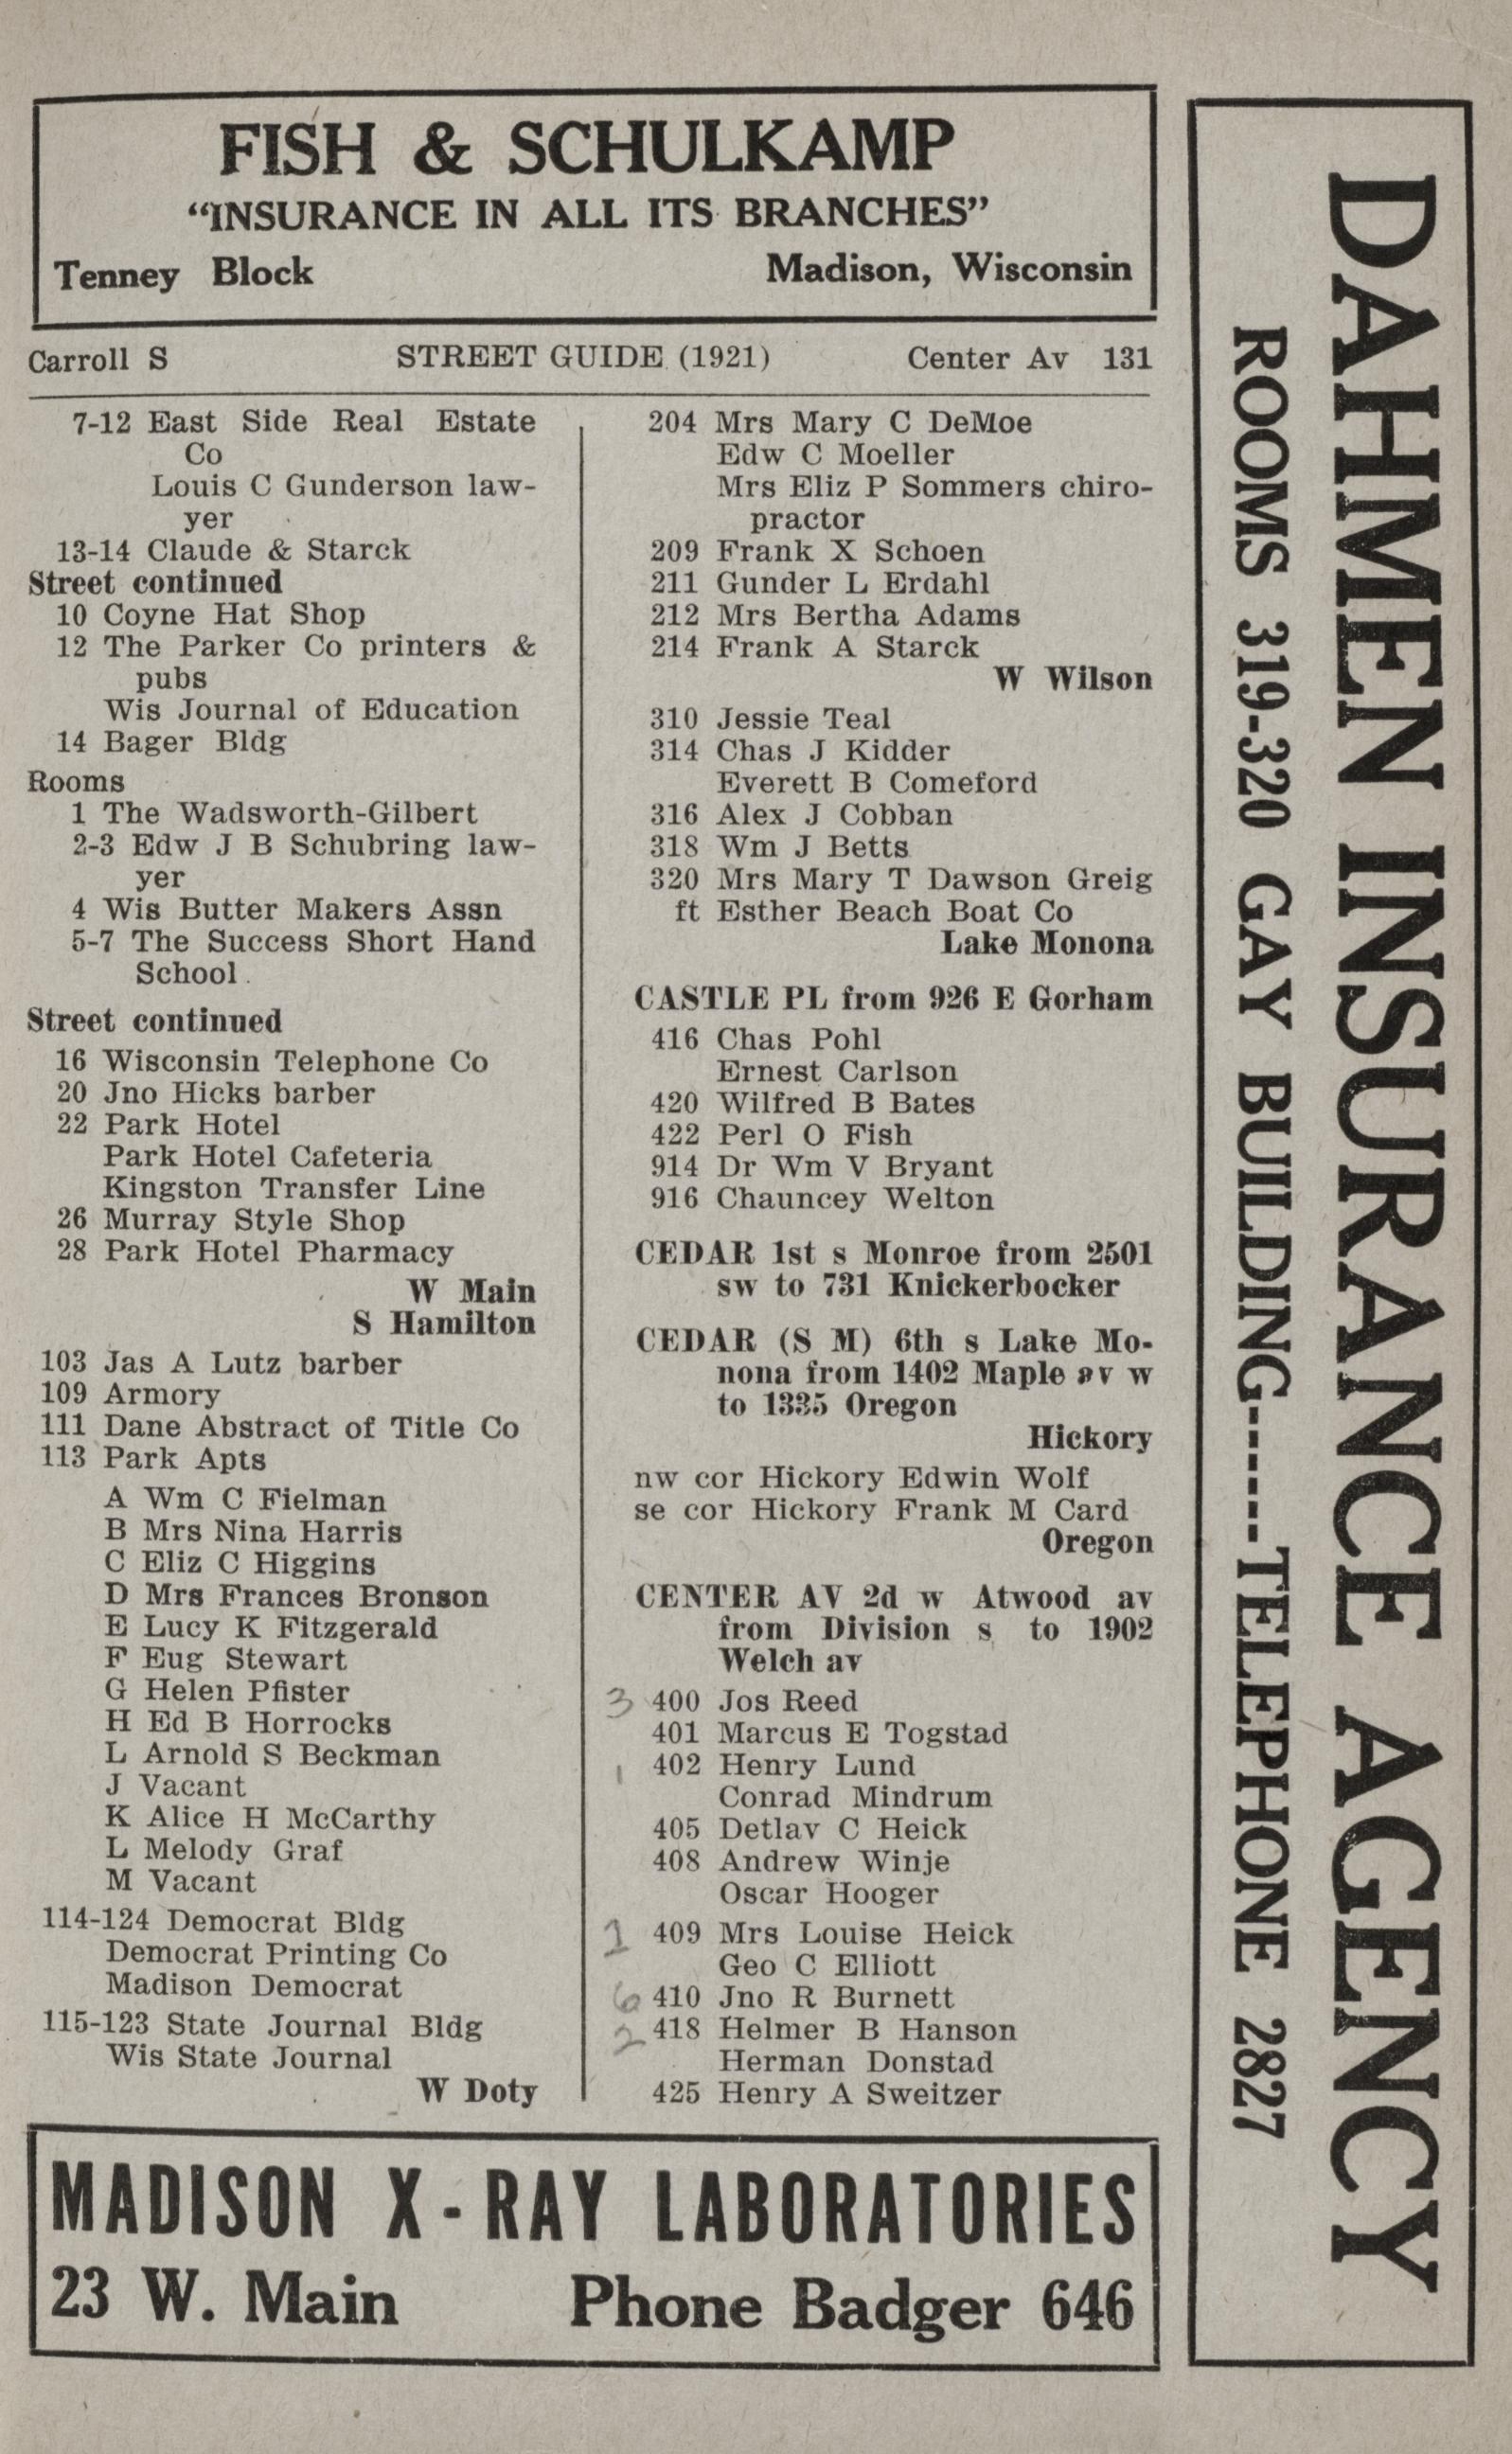 FISH & SCHULKAMP
“INSURANCE IN ALL ITS BRANCHES”
Tenney Block Madison, Wisconsin
Carroll S STREET GUIDE (1921) Center Av 131
7-12 East Side Real Estate
Co
Louis C Gunderson law-
yer
13-14 Claude & Starck
Street continued
10 Coyne Hat Shop
12 The Parker Co printers &
pubs
Wis Journal of Education
14 Bager Bldg
Rooms
1 The Wadsworth-Gilbert
2-3 Edw J B Schubring law-
yer
4 Wis Butter Makers Assn
5-7 The Success Short Hand
School
Street continued
16 Wisconsin Telephone Co
20 Jno Hicks barber
22 Park Hotel
Park Hotel Cafeteria
Kingston Transfer Line
26 Murray Style Shop
28 Park Hotel Pharmacy
W Main
S Hamilton
103 Jas A Lutz barber
109 Armory
111 Dane Abstract of Title Co
113 Park Apts
A Wm C Fielman
B Mrs Nina Harris
C Eliz C Higgins
D Mrs Frances Bronson
E Lucy K Fitzgerald
F Eug Stewart
G Helen Pfister
H Ed B Horrocks
L Arnold S Beckman
J Vacant
K Alice H McCarthy
L Melody Graf
M Vacant
114-124 Democrat Bldg
Democrat Printing Co
Madison Democrat
115-123 State Journal Bldg
Wis State Journal
W Doty
204 Mrs Mary C DeMoe
Edw C Moeller
Mrs Eliz P Sommers chiro-
practor
209 Frank X Schoen
211 Gunder L Erdahl
212 Mrs Bertha Adams
214 Frank A Starck
W Wilson
310 Jessie Teal
314 Chas J Kidder
Everett B Comeford
316 Alex J Cobban
318 Wm J Betts
320 Mrs Mary T Dawson Greig
ft Esther Beach Boat Co
Lake Monona
CASTLE PL from 926 E Gorham
416 Chas Pohl
Ernest Carlson
420 Wilfred B Bates
422 Perl O Fish
914 Dr Wm V Bryant
916 Chauncey Welton
CEDAR 1st s Monroe from 2501
sw to 731 Knickerbocker
CEDAR (S M) 6th s Lake Mo-
nona from 1402 Maple av w
to 1335 Oregon
Hickory
nw cor Hickory Edwin Wolf
se cor Hickory Frank M Card
Oregon
CENTER AV 2d w Atwood av
from Division s to 1902
Welch av
3 400 Jos Reed
401 Marcus E Togstad
1 402 Henry Lund
Conrad Mindrum
405 Detlav C Heick
408 Andrew Winje
Oscar Hooger
1 409 Mrs Louise Heick
Geo C Elliott
6 410 Jno R Burnett
2 418 Helmer B Hanson
Herman Donstad
425 Henry A Sweitzer
MADISON X-RAY LABORATORIES
23 W. Main Phone Badger 646
DAHMEN INSURANCE AGENCY
ROOMS 319-320 GAY BUILDING-----TELEPHONE 2827